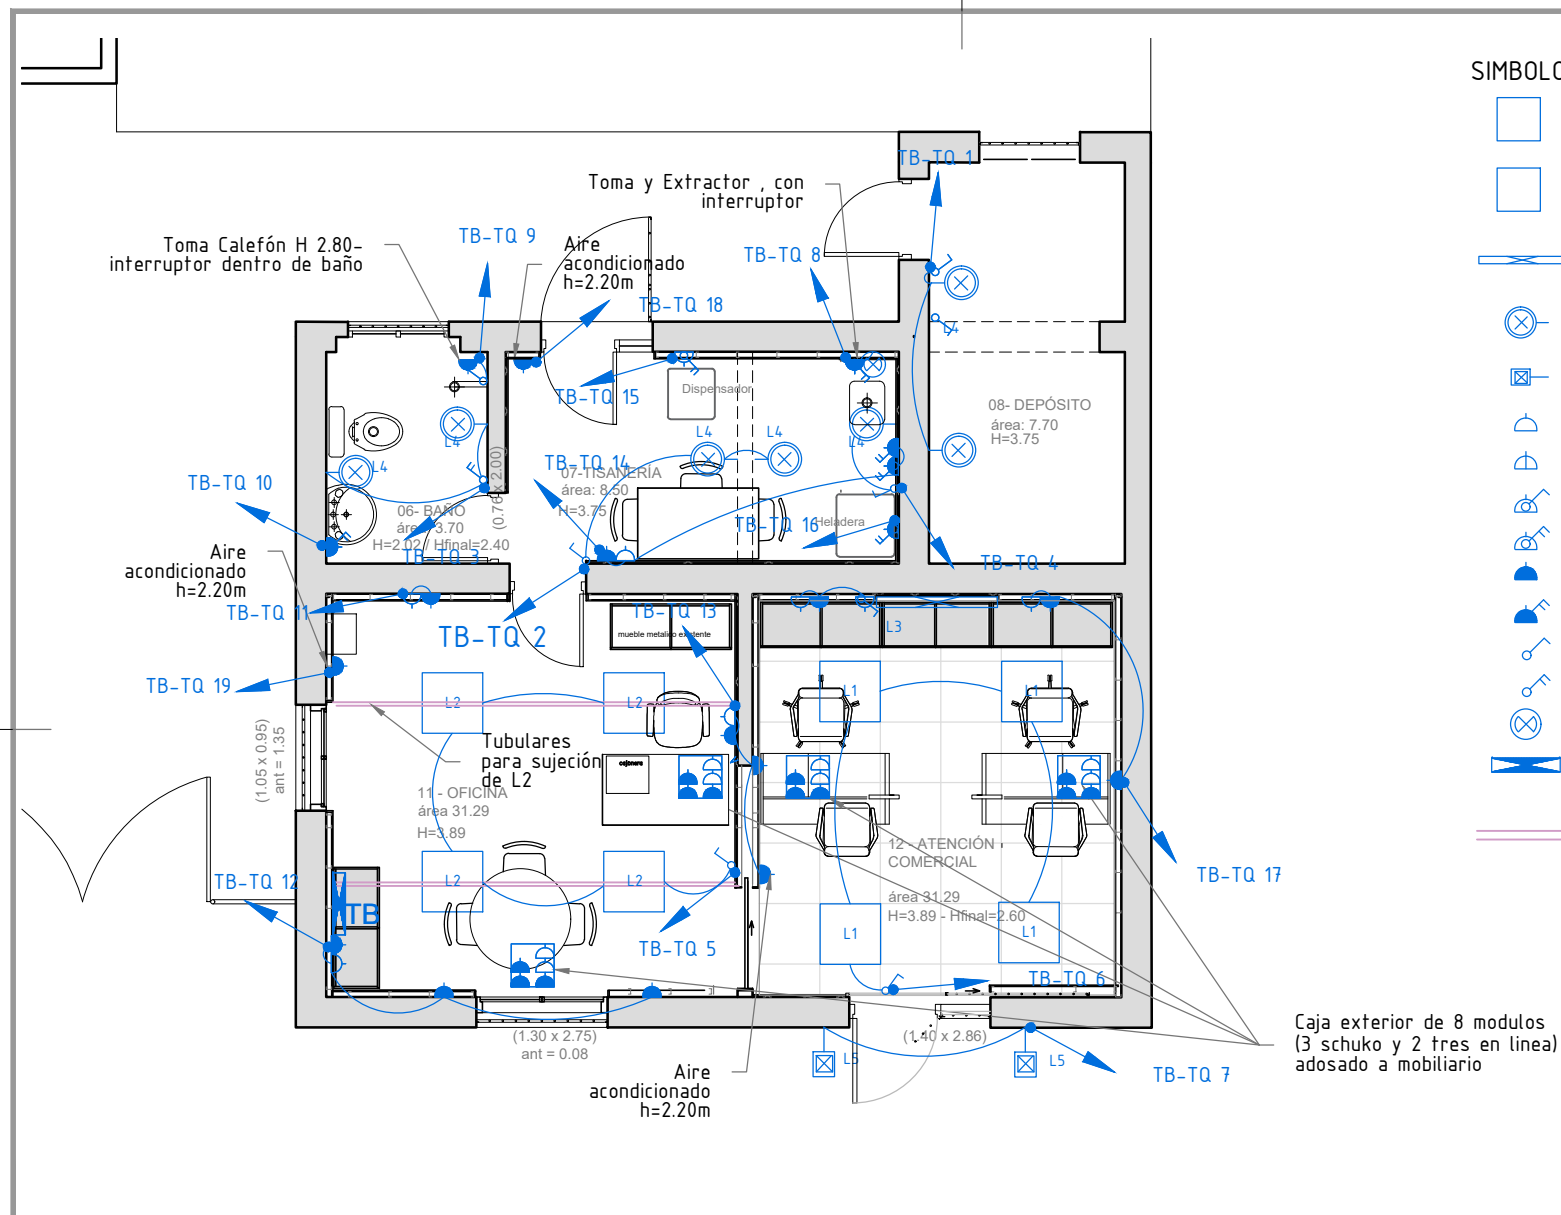 SIMBOLO
TB-TQ 1
Toma y Extractor , con
interruptor
TB-TQ 9
Toma Calefón H 2.80-
interruptor dentro de baño
Aire
acondicionado
h=2.20m
TB-TQ 8
TB-TQ 18
L4
TB-TQ 15
Dispensador
08- DEPÓSITO
área: 7.70
H=3.75
L4
L4
L4
L4
L4
TB-TQ 14
07-TISANERÍA
área: 8.50
H=3.75
(0.76 x 2.00)
TB-TQ 10
06- BAÑO
área: 3.70
H=2.02 / Hfinal=2.40
TB-TQ 16
Heladera
TB-TQ 3
TB-TQ 4
Aire
acondicionado
h=2.20m
TB-TQ 11
TB-TQ 13
TB-TQ 2
mueble metalico existente
L3
TB-TQ 19
L2
L2
L1
L1
(1.05 x 0.95)
ant = 1.35
Tubulares
para sujeción
de L2
cajonera
11 - OFICINA
área 31.29
H=3.89
12 - ATENCIÓN
COMERCIAL
área 31.29
H=3.89 - Hfinal=2.60
TB-TQ 12
TB
L2
L2
TB-TQ 17
L1
L1
TB-TQ 5
TB-TQ 6
(1.30 x 2.75)
ant = 0.08
(1.40 x 2.86)
L5
L5
TB-TQ 7
Aire
acondicionado
h=2.20m
Caja exterior de 8 modulos
(3 schuko y 2 tres en linea)
adosado a mobiliario